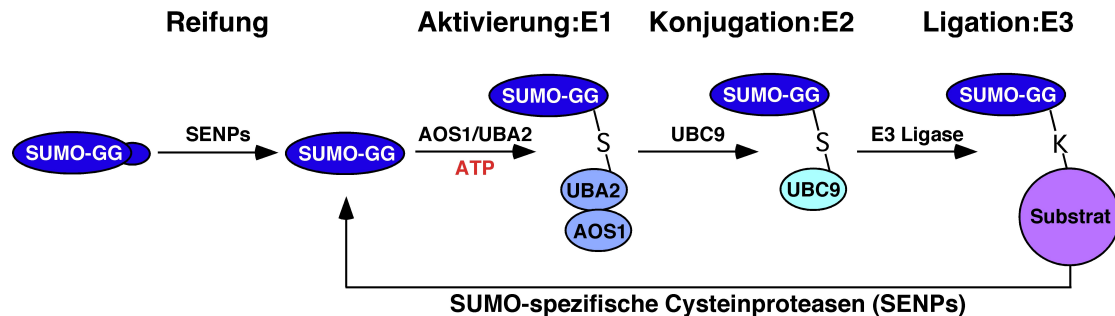 Reifung Aktivierung:E1 Konjugation:E2 Ligation:E3
SUMO-GG SUMO-GG SUMO-GG
SENPs AOS1/UBA2 UBC9 E3 Ligase
S S K
SUMO-GG SUMO-GG
ATP
UBA2 UBC9
Substrat
AOS1
SUMO-spezifische Cysteinproteasen (SENPs)